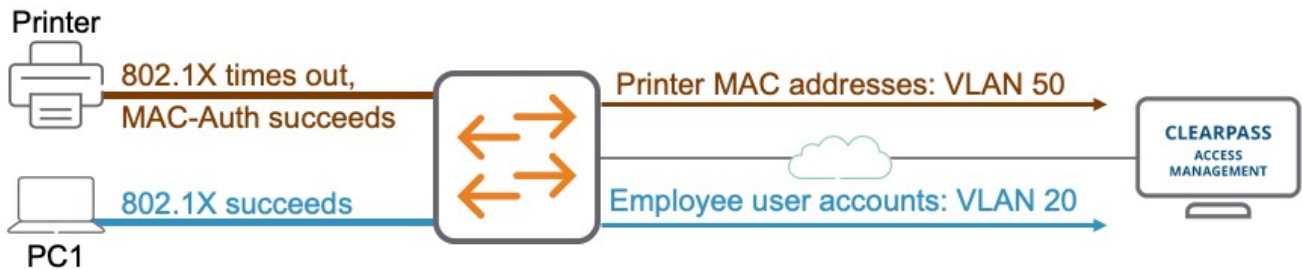 Printer
802.1X times out,
MAC-Auth succeeds
Printer MAC addresses: VLAN 50
CLEARPASS
ACCESS
MANAGEMENT
802.1X succeeds
Employee user accounts: VLAN 20
PC1